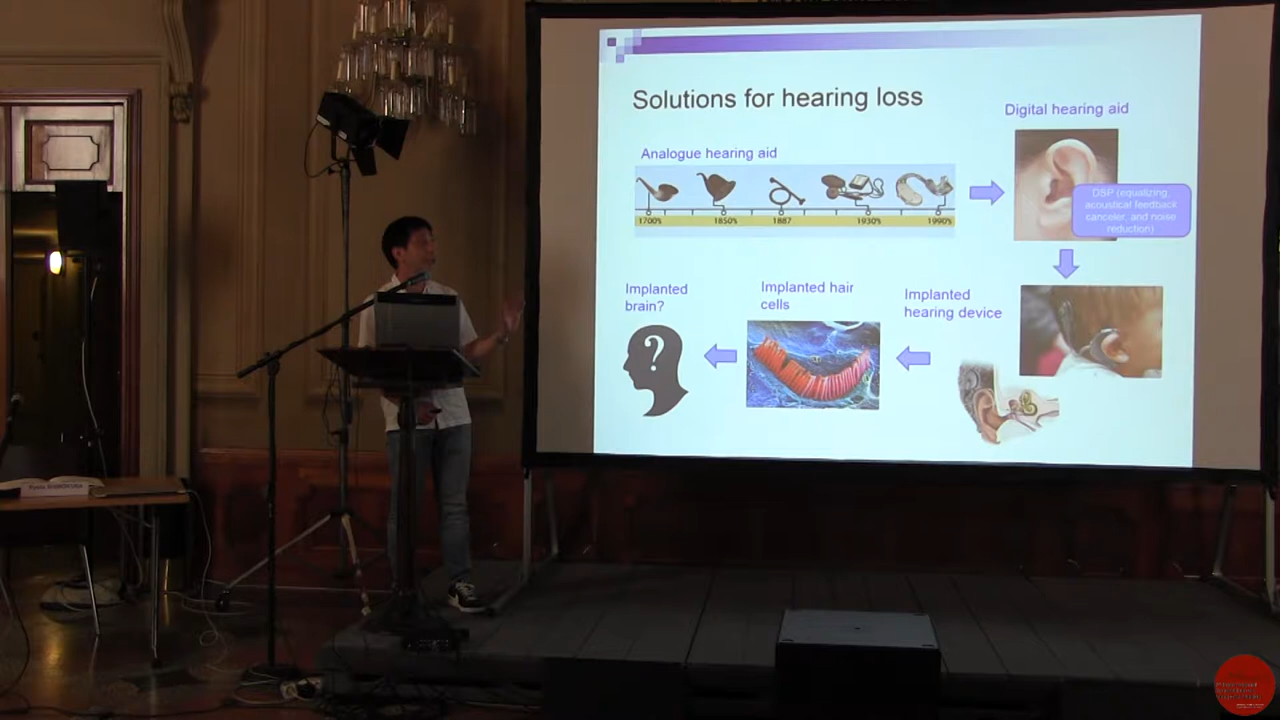 Solutions for hearing loss
Analogue hearing aid
1700's
1850's
1887
1930's
1990's
Digital hearing aid
DSP (equalizing,
acoustical feedback
canceler, and noise
reduction)
Implanted
hearing device
Implanted hair
cells
Implanted
brain?
?